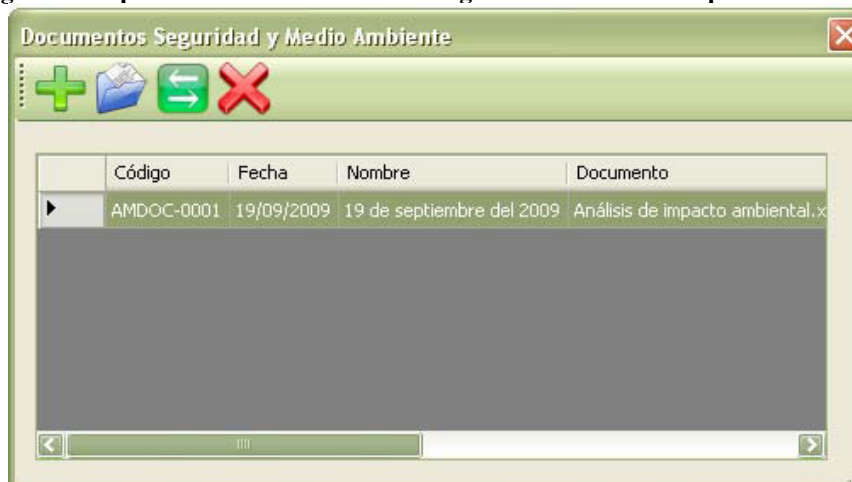 Documentos Seguridad y Medio Ambiente
Código Fecha Nombre Documento
AMDOC-0001 19/09/2009 19 de septiembre del 2009 Análisis de impacto ambiental.x